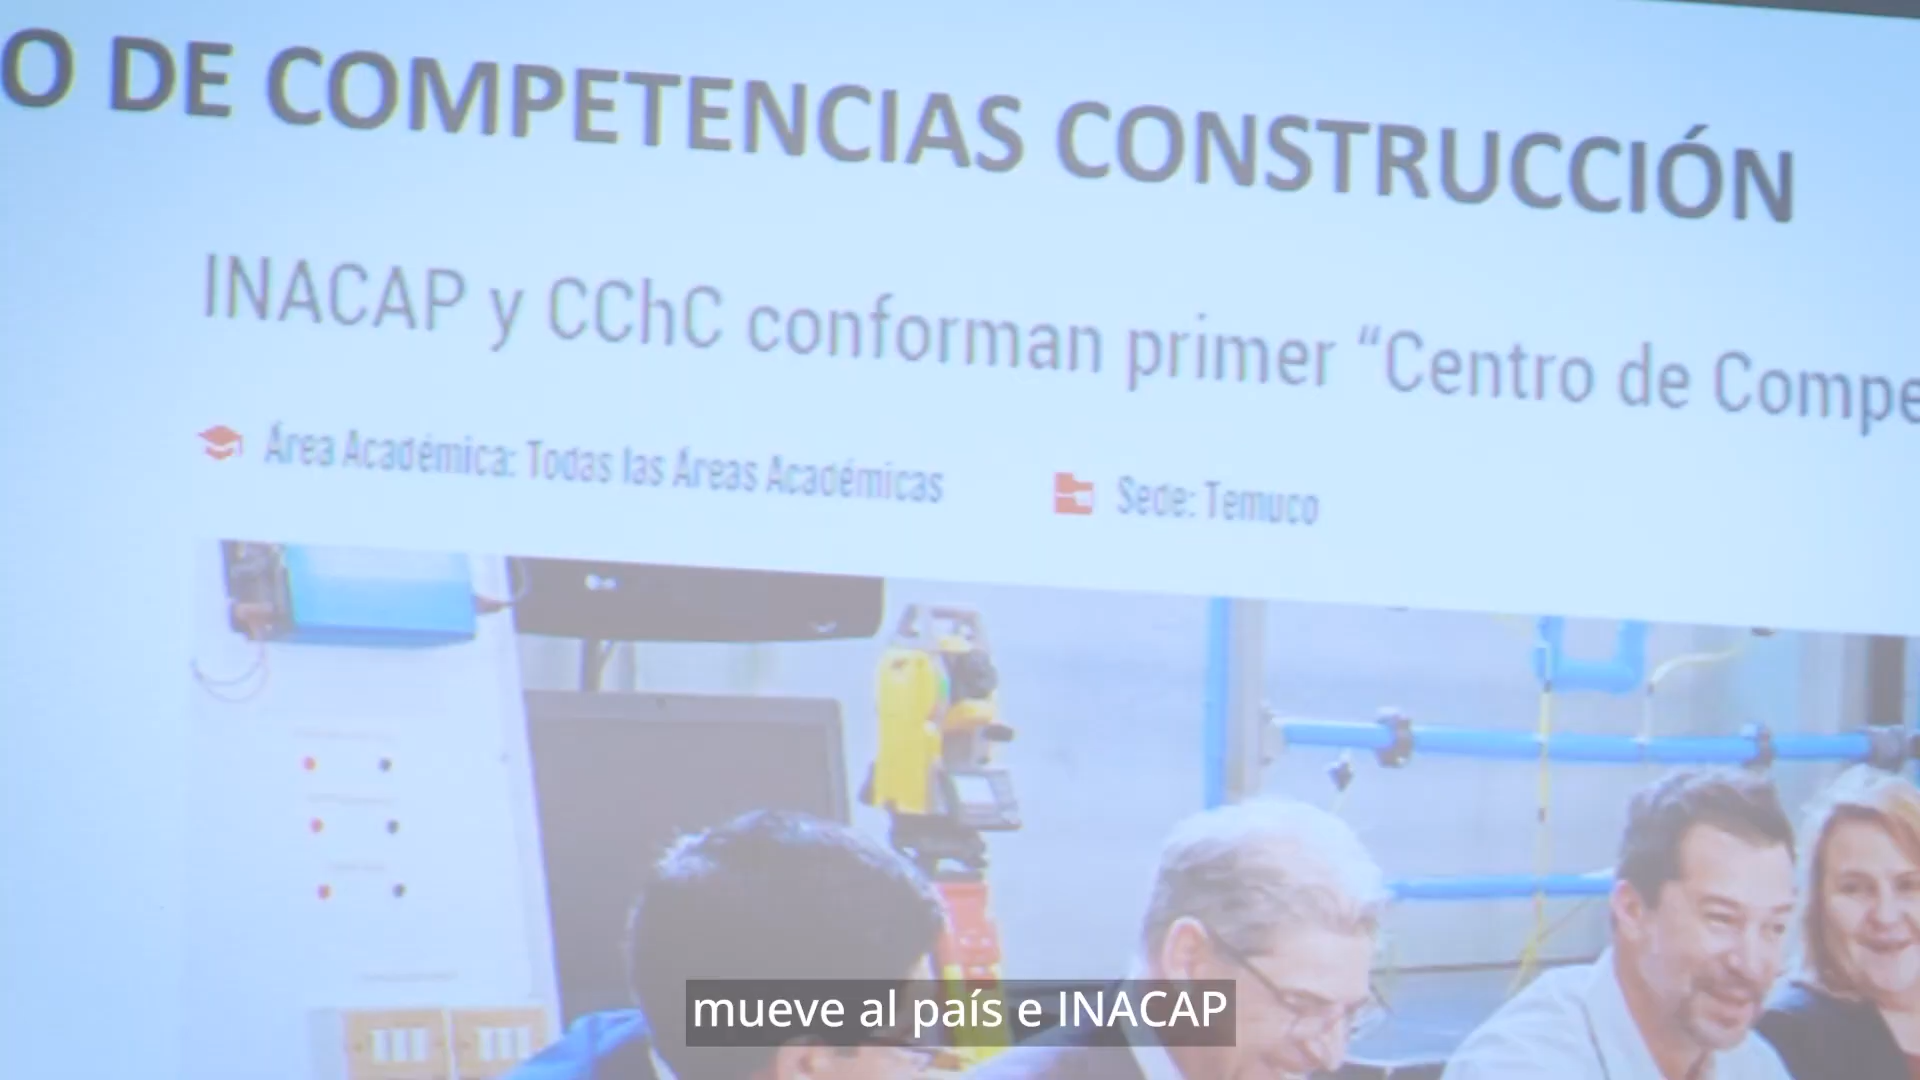 O DE COMPETENCIAS CONSTRUCCIÓN
INACAP y CChC conforman primer “Centro de Compe
Área Académica: Todas las Áreas Académicas
Sede: Temuco
mueve al país e INACAP